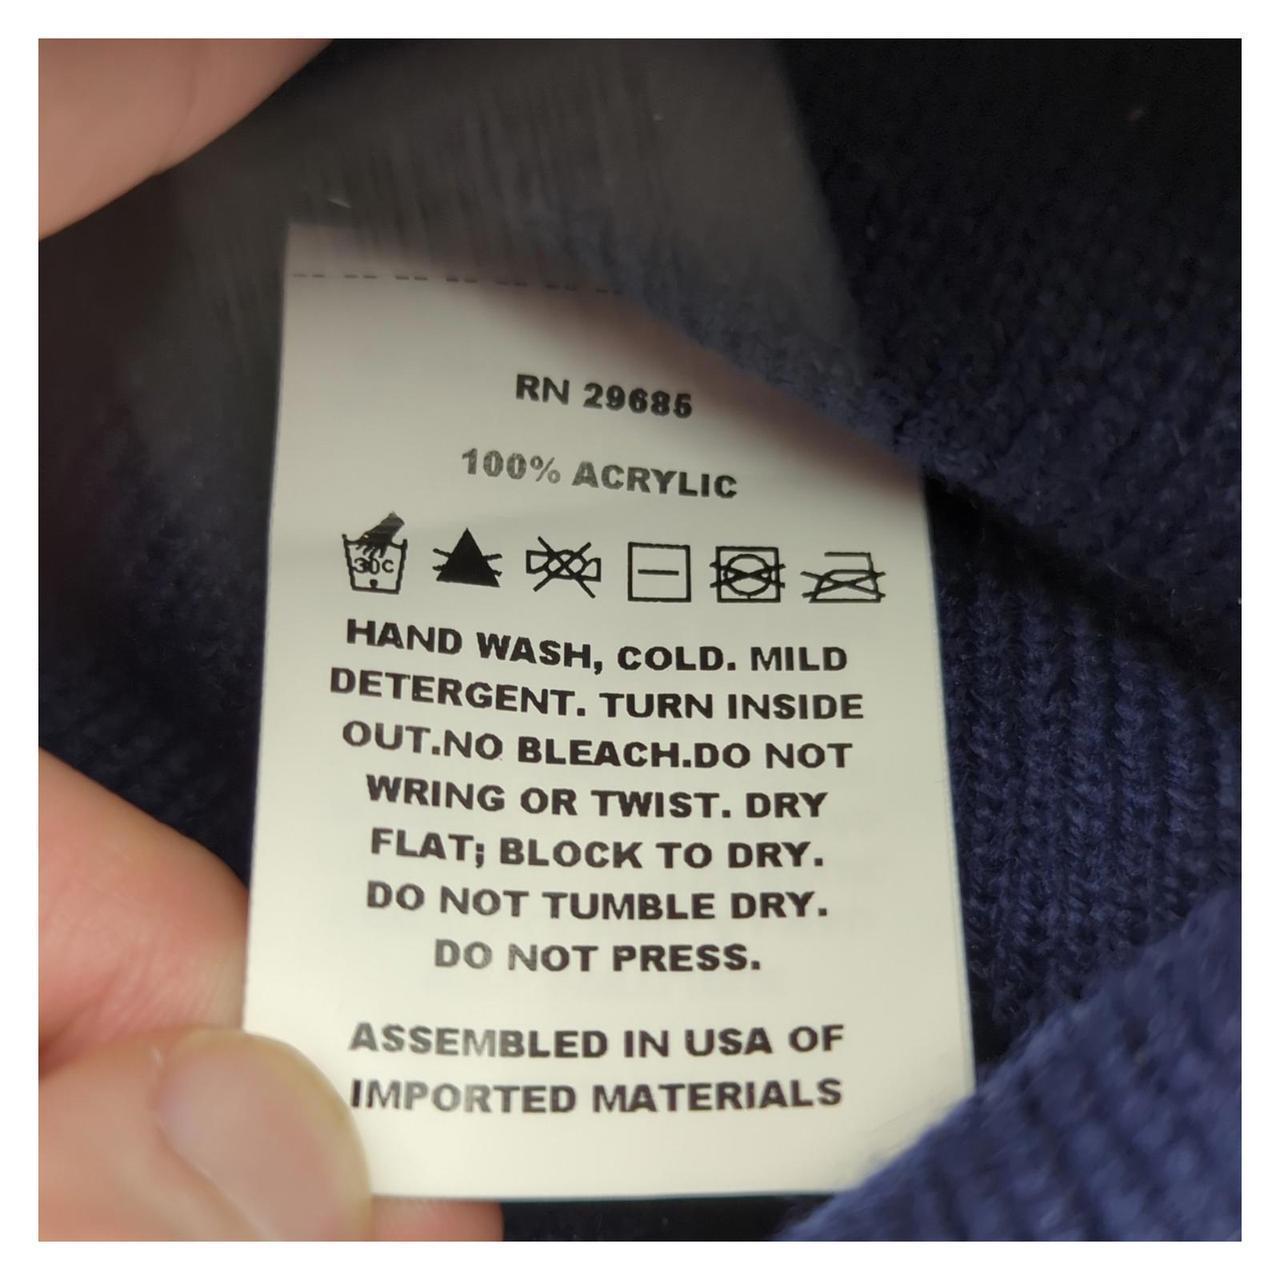 RN 29685
100% ACRYLIC
30C
HAND WASH, COLD. MILD
DETERGENT. TURN INSIDE
OUT.NO BLEACH.DO NOT
WRING OR TWIST. DRY
FLAT; BLOCK TO DRY.
DO NOT TUMBLE DRY.
DO NOT PRESS.
ASSEMBLED IN USA OF
IMPORTED MATERIALS